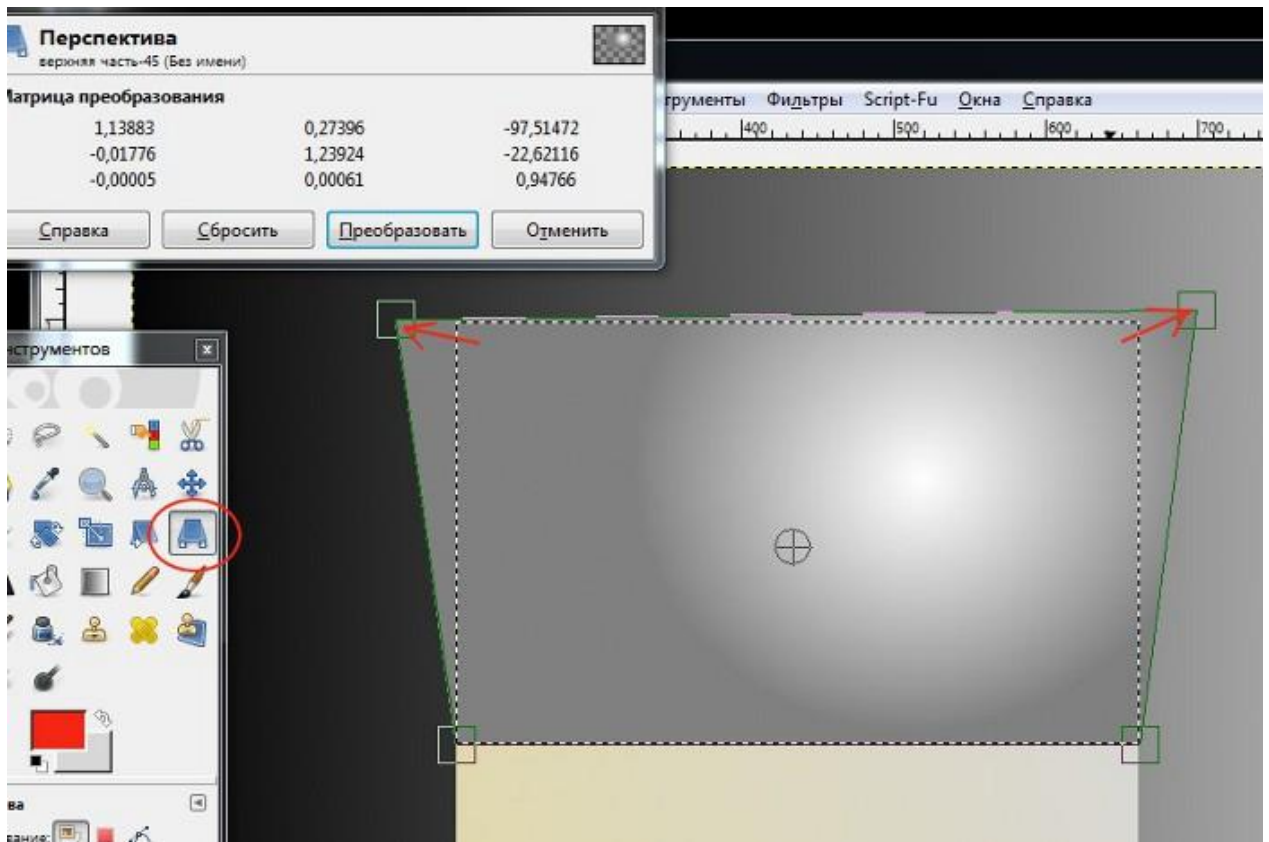 Перспектива
верхняя часть-45 (Без имени)
Матрица преобразования
1,13883 0,27396 -97,51472
-0,01776 1,23924 -22,62116
-0,00005 0,00061 0,94766
Справка Сбросить Преобразовать Отменить
трументы Фильтры Script-Fu Окна Справка
400 500 600 700
нструментов
ва
ование: